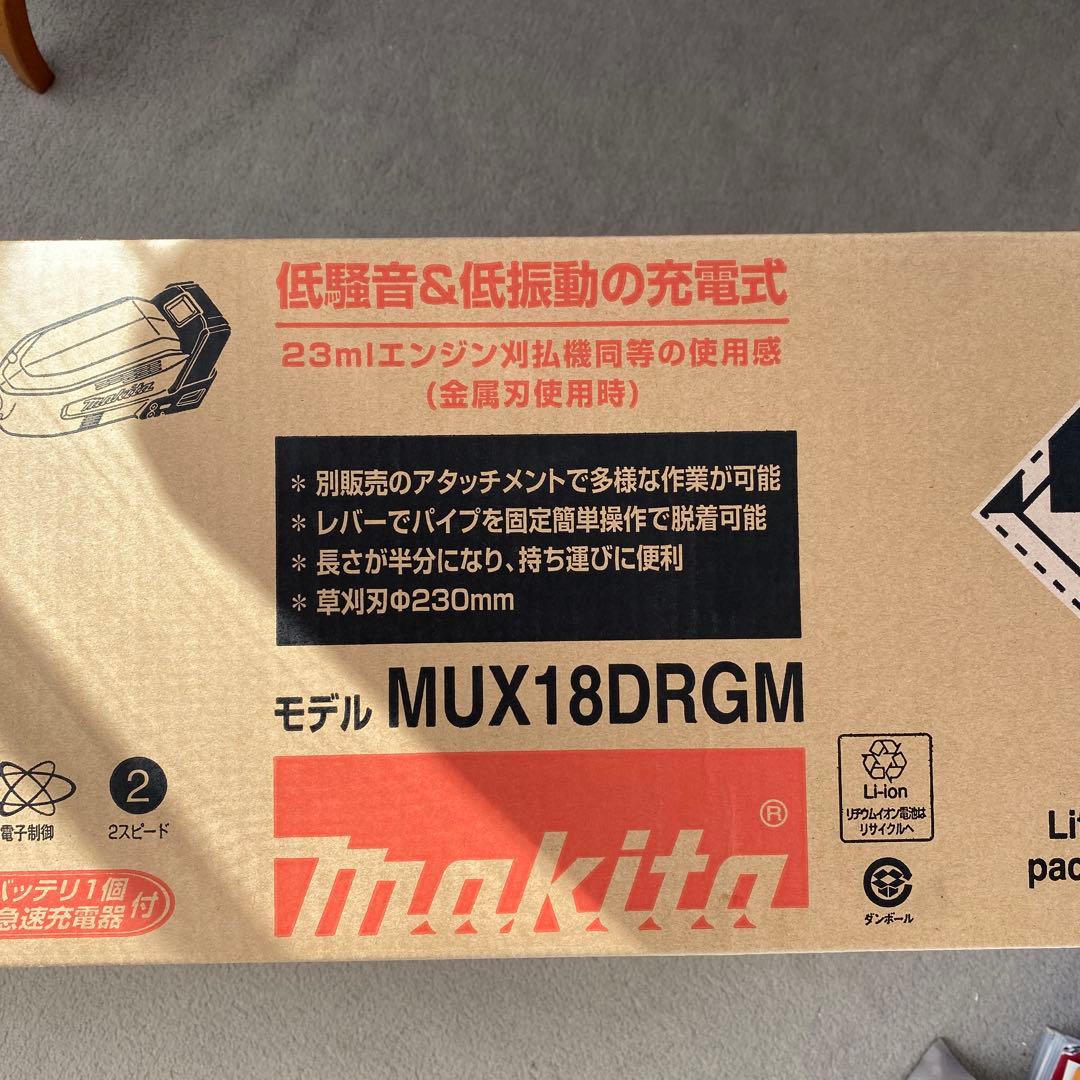 低騒音&低振動の充電式
23mlエンジン刈払機同等の使用感
(金属刃使用時)
makita
* 別販売のアタッチメントで多様な作業が可能
* レバーでパイプを固定簡単操作で脱着可能
* 長さが半分になり、持ち運びに便利
* 草刈刃Φ230mm
モデル MUX18DRGM
電子制御
2
2スピード
バッテリ1個
急速充電器
付
makita®
Li-ion
リチウムイオン電池は
リサイクルへ
ダンボール